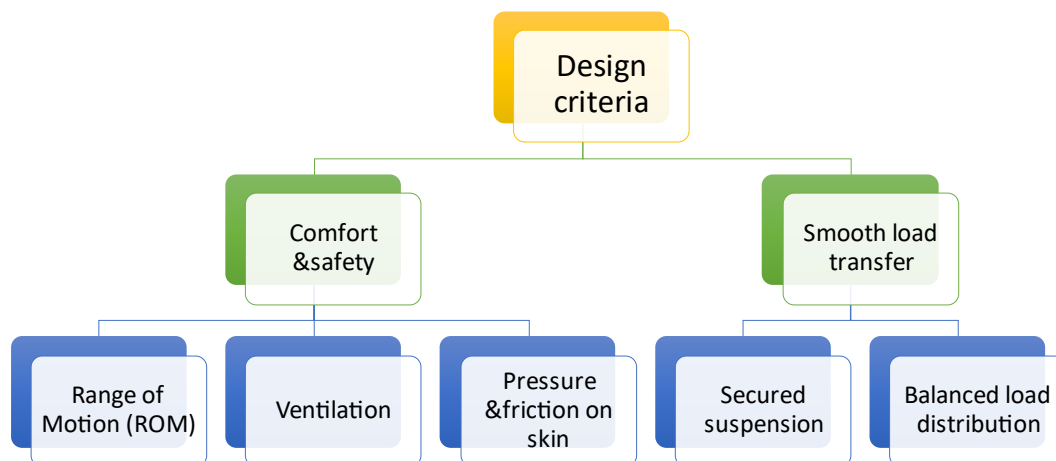 Design
criteria
Comfort
&safety
Smooth load
transfer
Range of
Motion (ROM)
Ventilation
Pressure
&friction on
skin
Secured
suspension
Balanced load
distribution